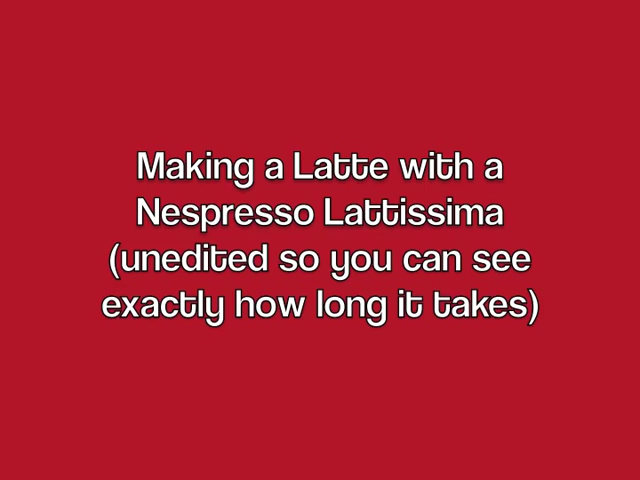 Making a Latte with a
Nespresso Lattissima
(unedited so you can see
exactly how long it takes)